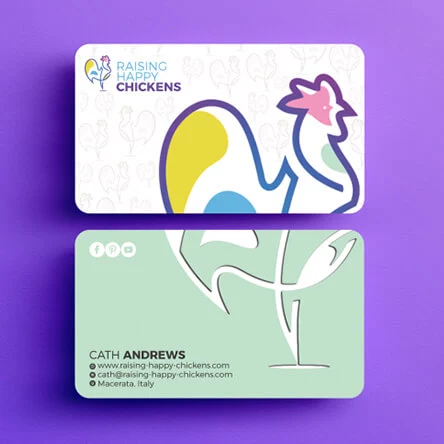 RAISING
HAPPY
CHICKENS
CATH ANDREWS
www.raising-happy-chickens.com
cath@raising-happy-chickens.com
Macerata, Italy